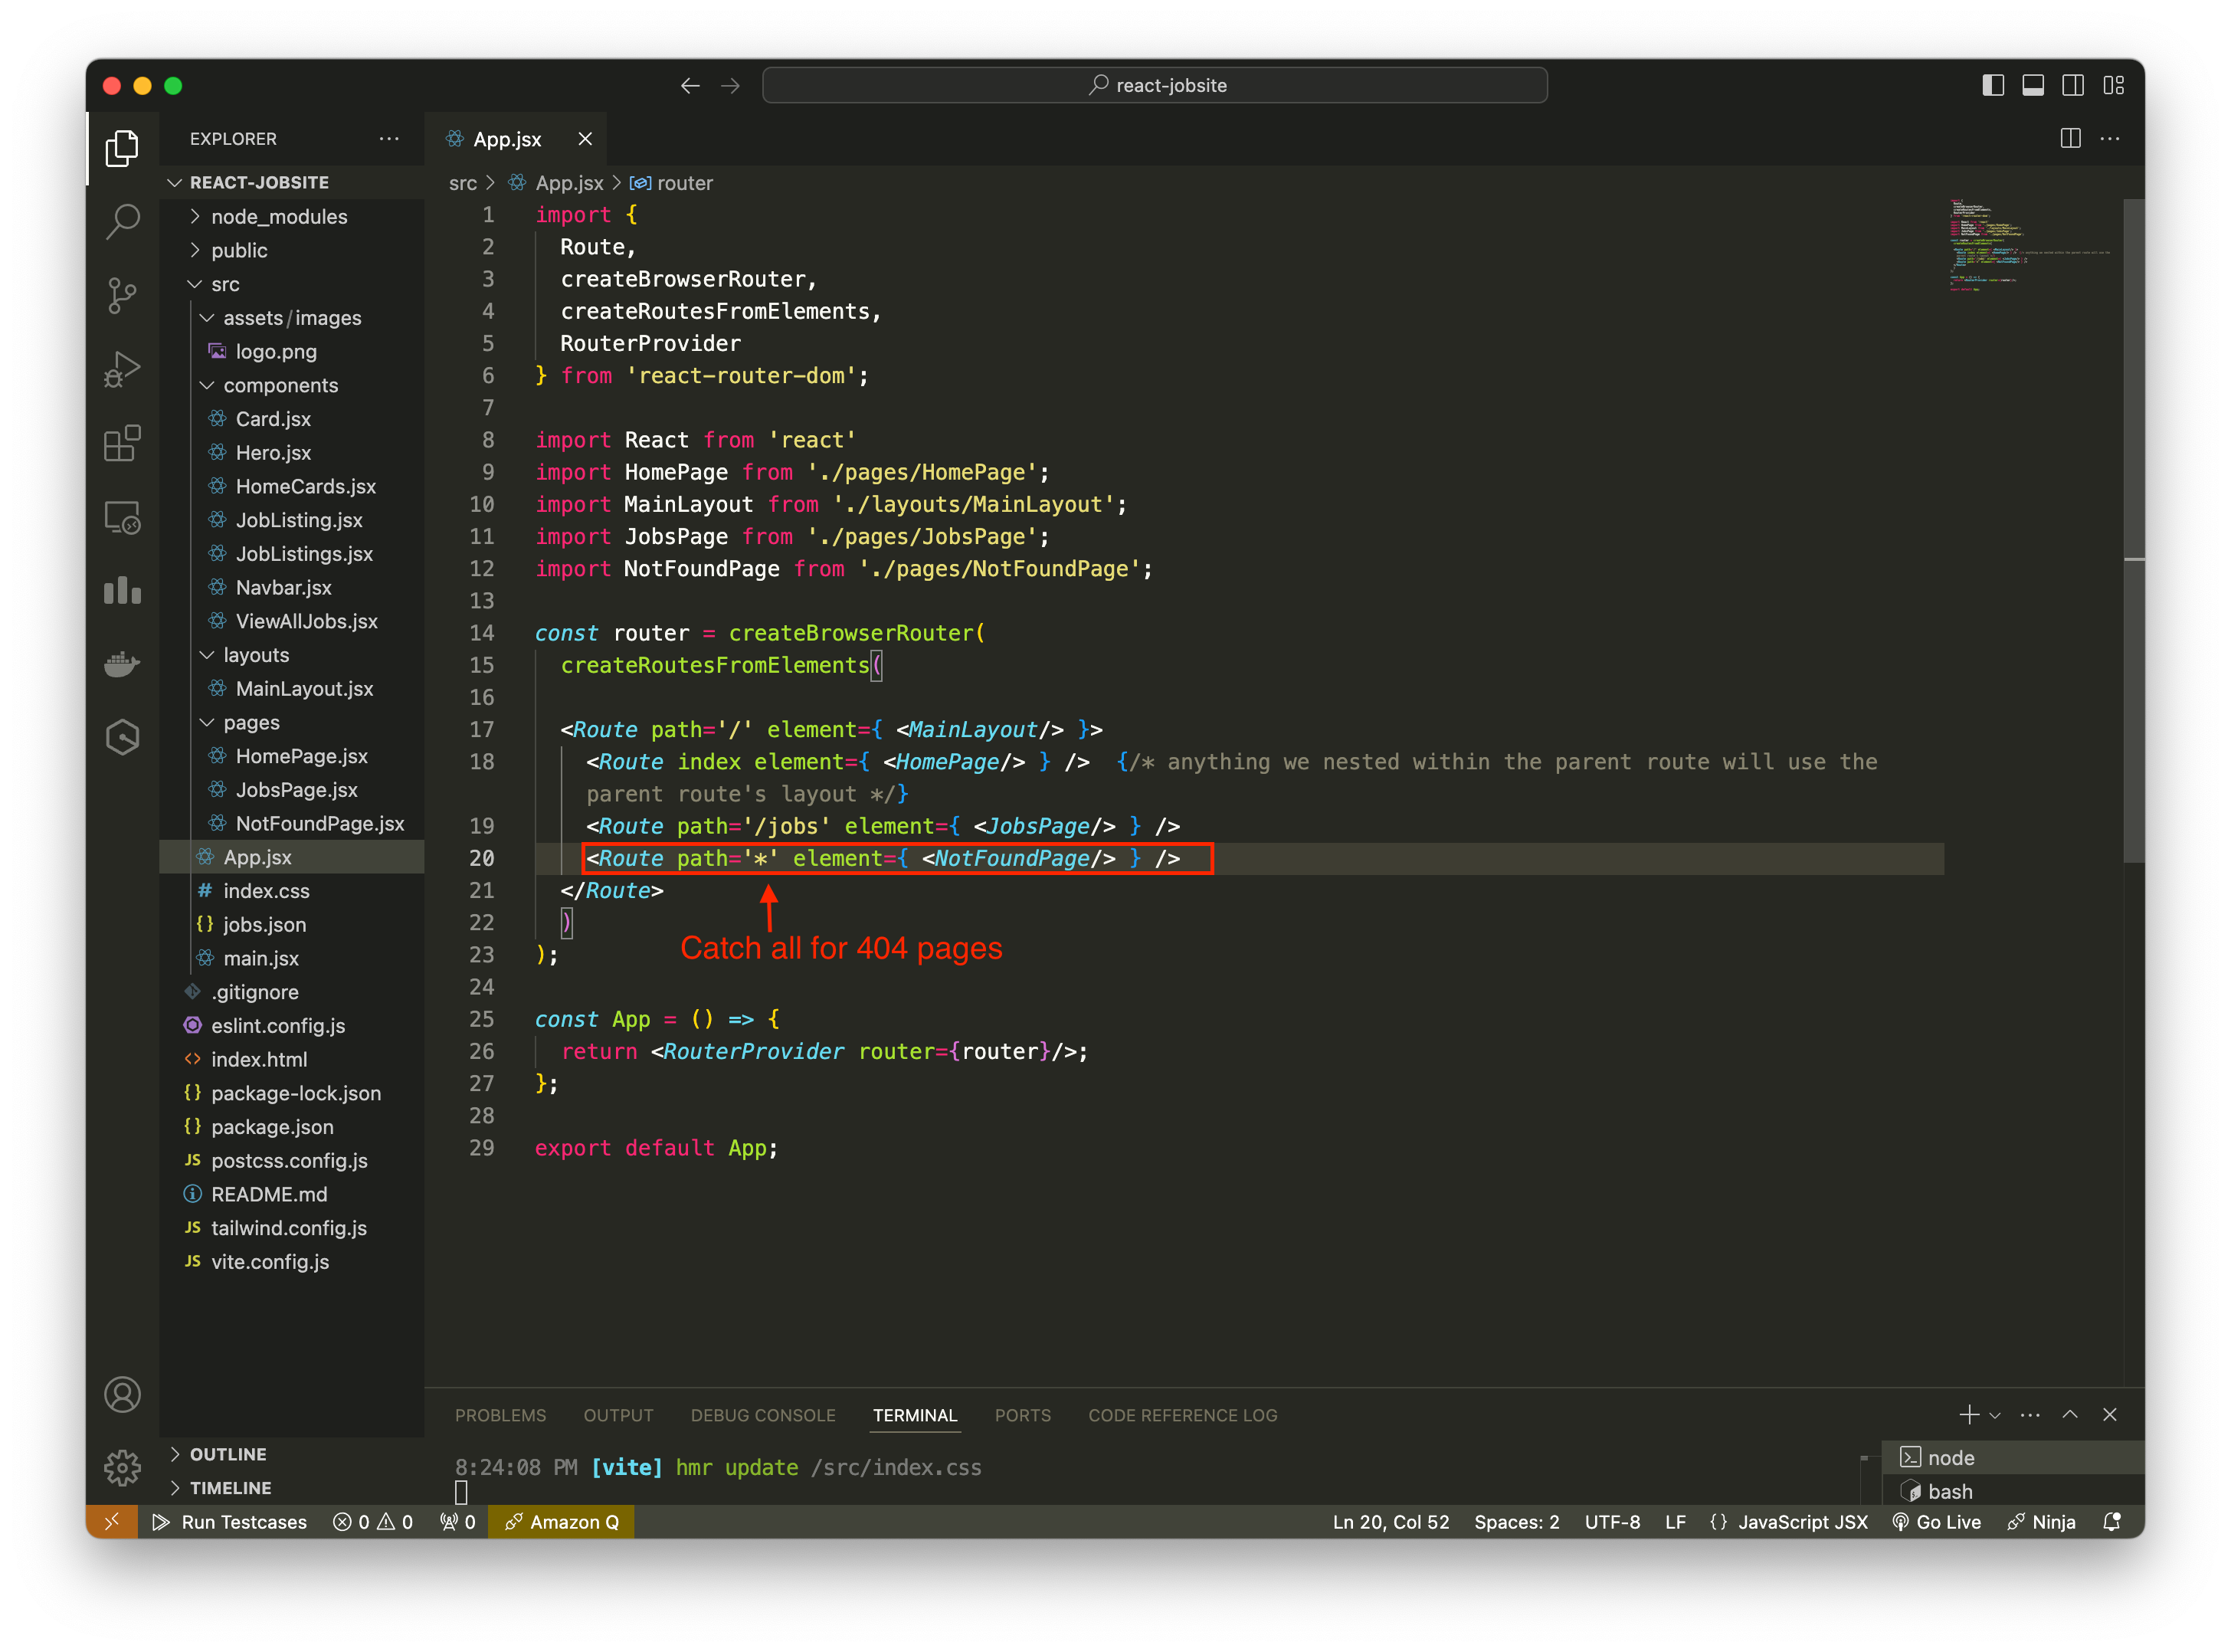 react-jobsite
EXPLORER
REACT-JOBSITE
node_modules
public
src
assets/images
logo.png
components
Card.jsx
Hero.jsx
HomeCards.jsx
JobListing.jsx
JobListings.jsx
Navbar.jsx
ViewAllJobs.jsx
layouts
MainLayout.jsx
pages
HomePage.jsx
JobsPage.jsx
NotFoundPage.jsx
App.jsx
# index.css
{} jobs.json
main.jsx
.gitignore
eslint.config.js
<> index.html
{} package-lock.json
{} package.json
JS postcss.config.js
README.md
JS tailwind.config.js
JS vite.config.js
OUTLINE
TIMELINE
App.jsx
src > App.jsx > router
1 import {
2 Route,
3 createBrowserRouter,
4 createRoutesFromElements,
5 RouterProvider
6 } from 'react-router-dom';
7
8 import React from 'react'
9 import HomePage from './pages/HomePage';
10 import MainLayout from './layouts/MainLayout';
11 import JobsPage from './pages/JobsPage';
12 import NotFoundPage from './pages/NotFoundPage';
13
14 const router = createBrowserRouter(
15 createRoutesFromElements(
16
17 <Route path='/' element={ <MainLayout/> }>
18 <Route index element={ <HomePage/> } /> {/* anything we nested within the parent route will use the
parent route's layout */}
19 <Route path='/jobs' element={ <JobsPage/> } />
20 <Route path='*' element={ <NotFoundPage/> } />
21 </Route>
22 )
Catch all for 404 pages
23 );
24
25 const App = () => {
26 return <RouterProvider router={router}/>;
27 };
28
29 export default App;
PROBLEMS OUTPUT DEBUG CONSOLE TERMINAL PORTS CODE REFERENCE LOG
8:24:08 PM [vite] hmr update /src/index.css
node
bash
Run Testcases 0 0 0 Amazon Q Ln 20, Col 52 Spaces: 2 UTF-8 LF {} JavaScript JSX Go Live Ninja